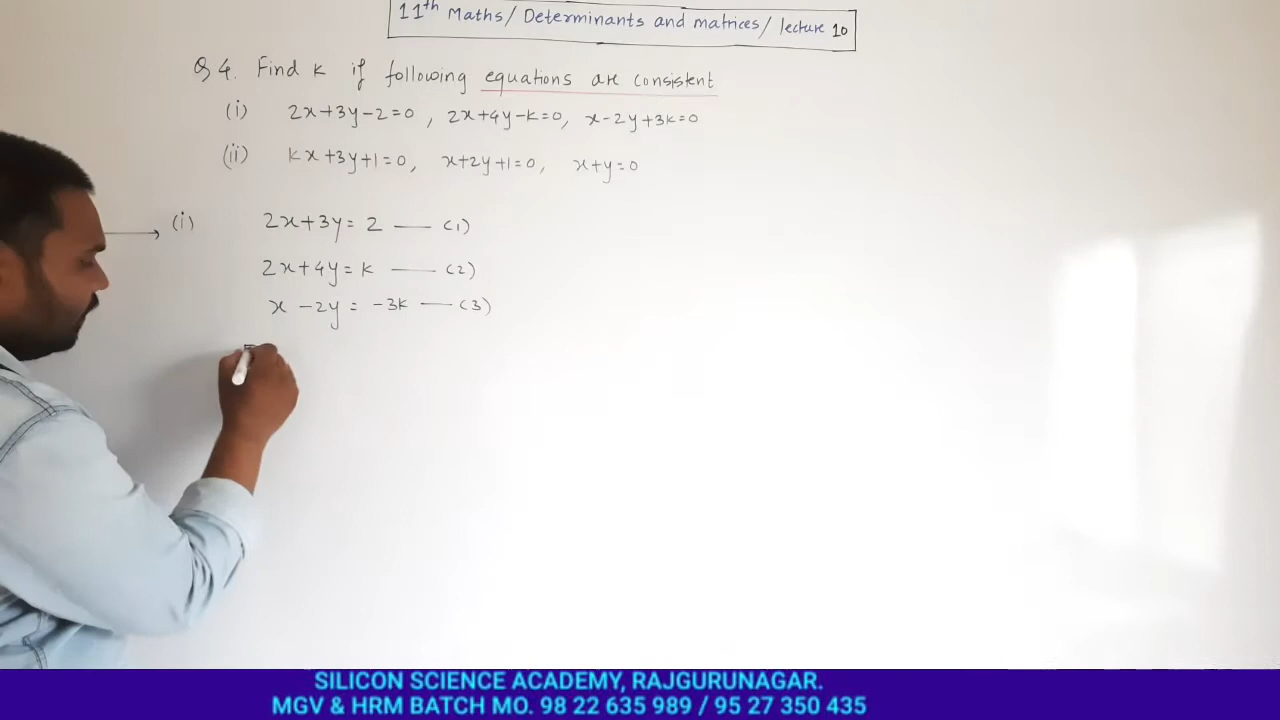 11th Maths/ Determinants and matrices/ lecture 10
Q 4. Find k if following equations are consistent
(i) 2x+3y-2=0, 2x+4y-k=0, x-2y+3k=0
(ii) kx+3y+1=0, x+2y+1=0, x+y=0
(i) 2x+3y= 2 —— (1)
2x+4y= k —— (2)
x -2y = -3k —— (3)
SILICON SCIENCE ACADEMY, RAJGURUNAGAR.
MGV & HRM BATCH MO. 98 22 635 989 / 95 27 350 435